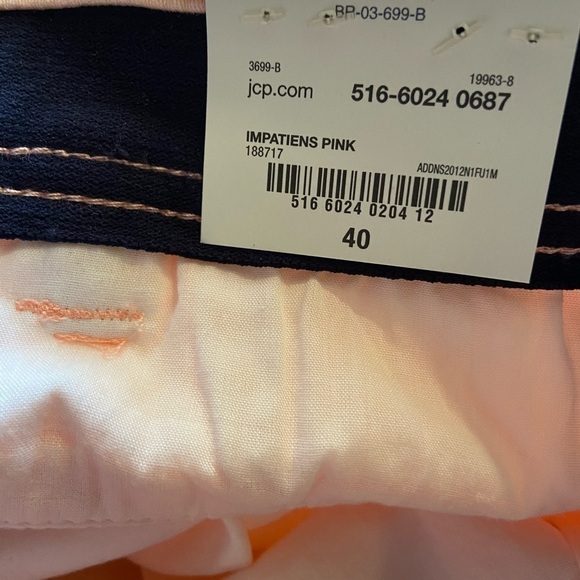 BP-03-699-B
3699-B 19963-8
jcp.com 516-6024 0687
IMPATIENS PINK
188717 ADDNS2012N1FU1M
516 6024 0204 12
40